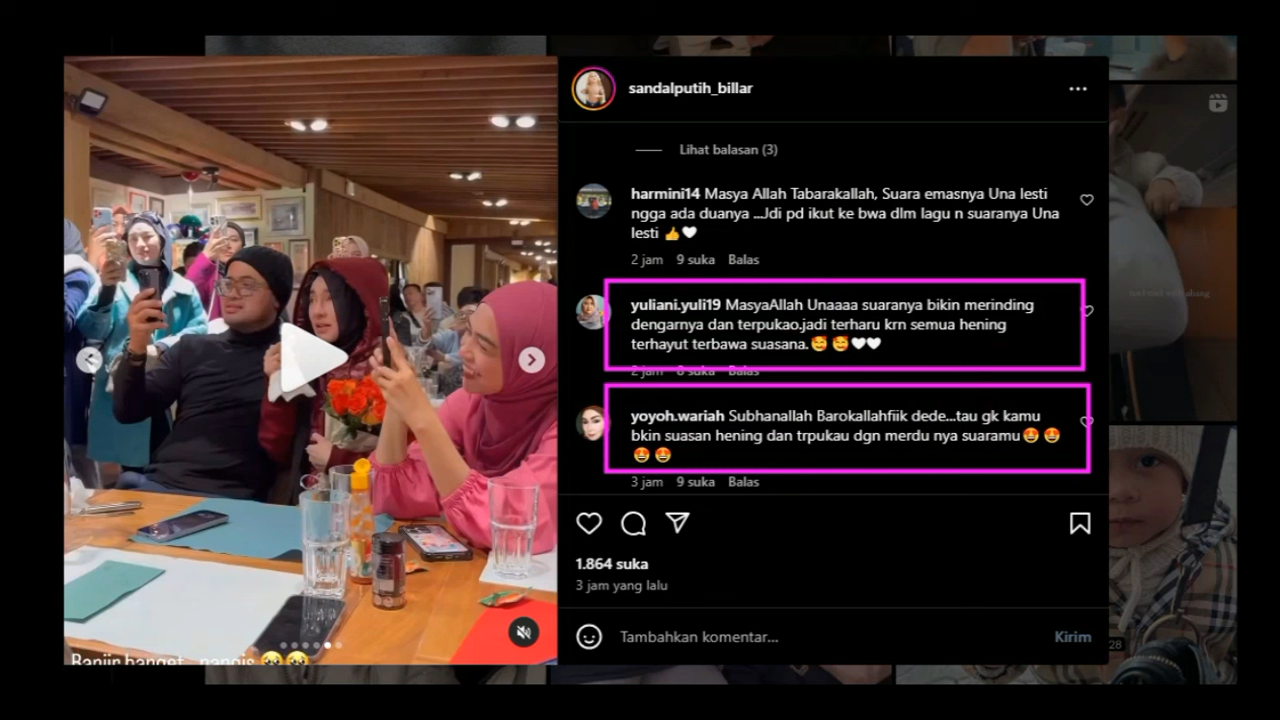 sandalputih_billar
Lihat balasan (3)
harmini14 Masya Allah Tabarakallah, Suara emasnya Una lesti
ngga ada duanya ...Jdi pd ikut ke bwa dlm lagu n suaranya Una
lesti 👍🤍
2 jam 9 suka Balas
yuliani.yuli19 MasyaAllah Unaaaa suaranya bikin merinding
dengarnya dan terpukao.jadi terharu krn semua hening
terhayut terbawa suasana.🥰 🥰🤍🤍
2 jam 8 suka Balas
yoyoh.wariah Subhanallah Barokallahfiik dede...tau gk kamu
bkin suasan hening dan trpukau dgn merdu nya suaramu🤩 🤩
🤩 🤩
3 jam 9 suka Balas
1.864 suka
3 jam yang lalu
Tambahkan komentar...
Kirim
Banjir banget.. nangis 🥹🥹
28